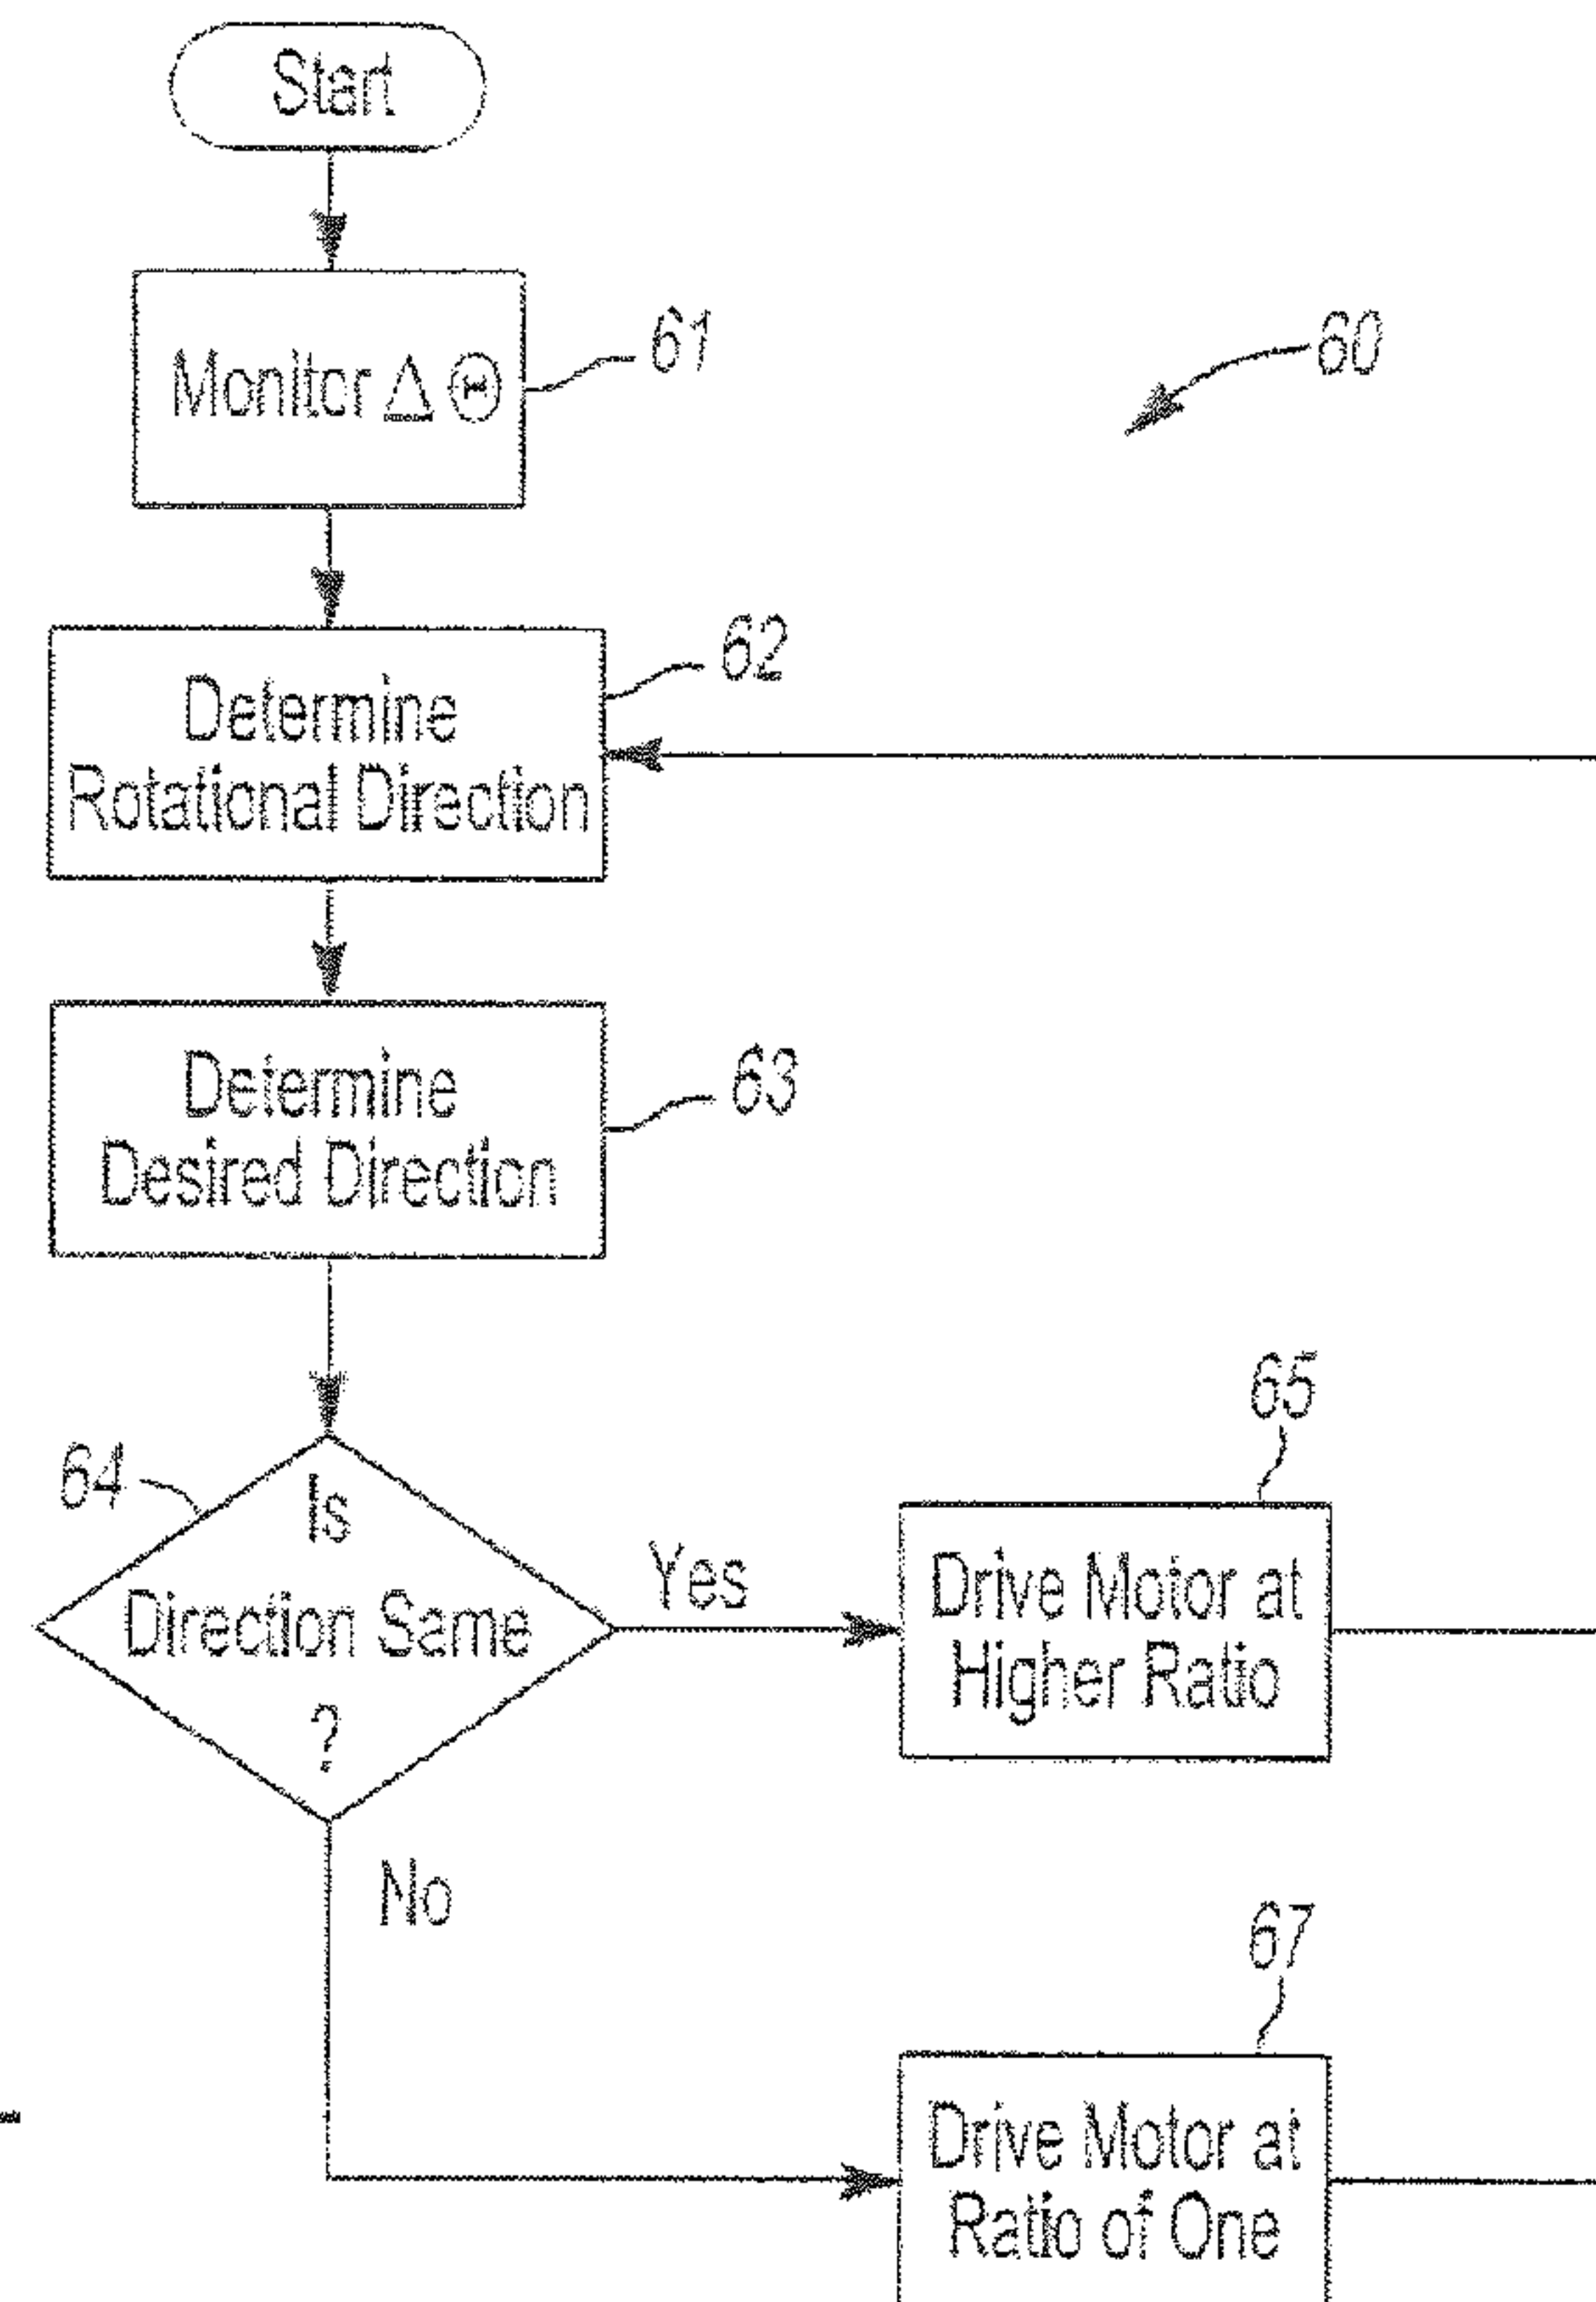 Start
Monitor Δ Θ
61
60
Determine
Rotational Direction
62
Determine
Desired Direction
63
64
Is
Direction Same
?
Yes
65
Drive Motor at
Higher Ratio
No
67
Drive Motor at
Ratio of One